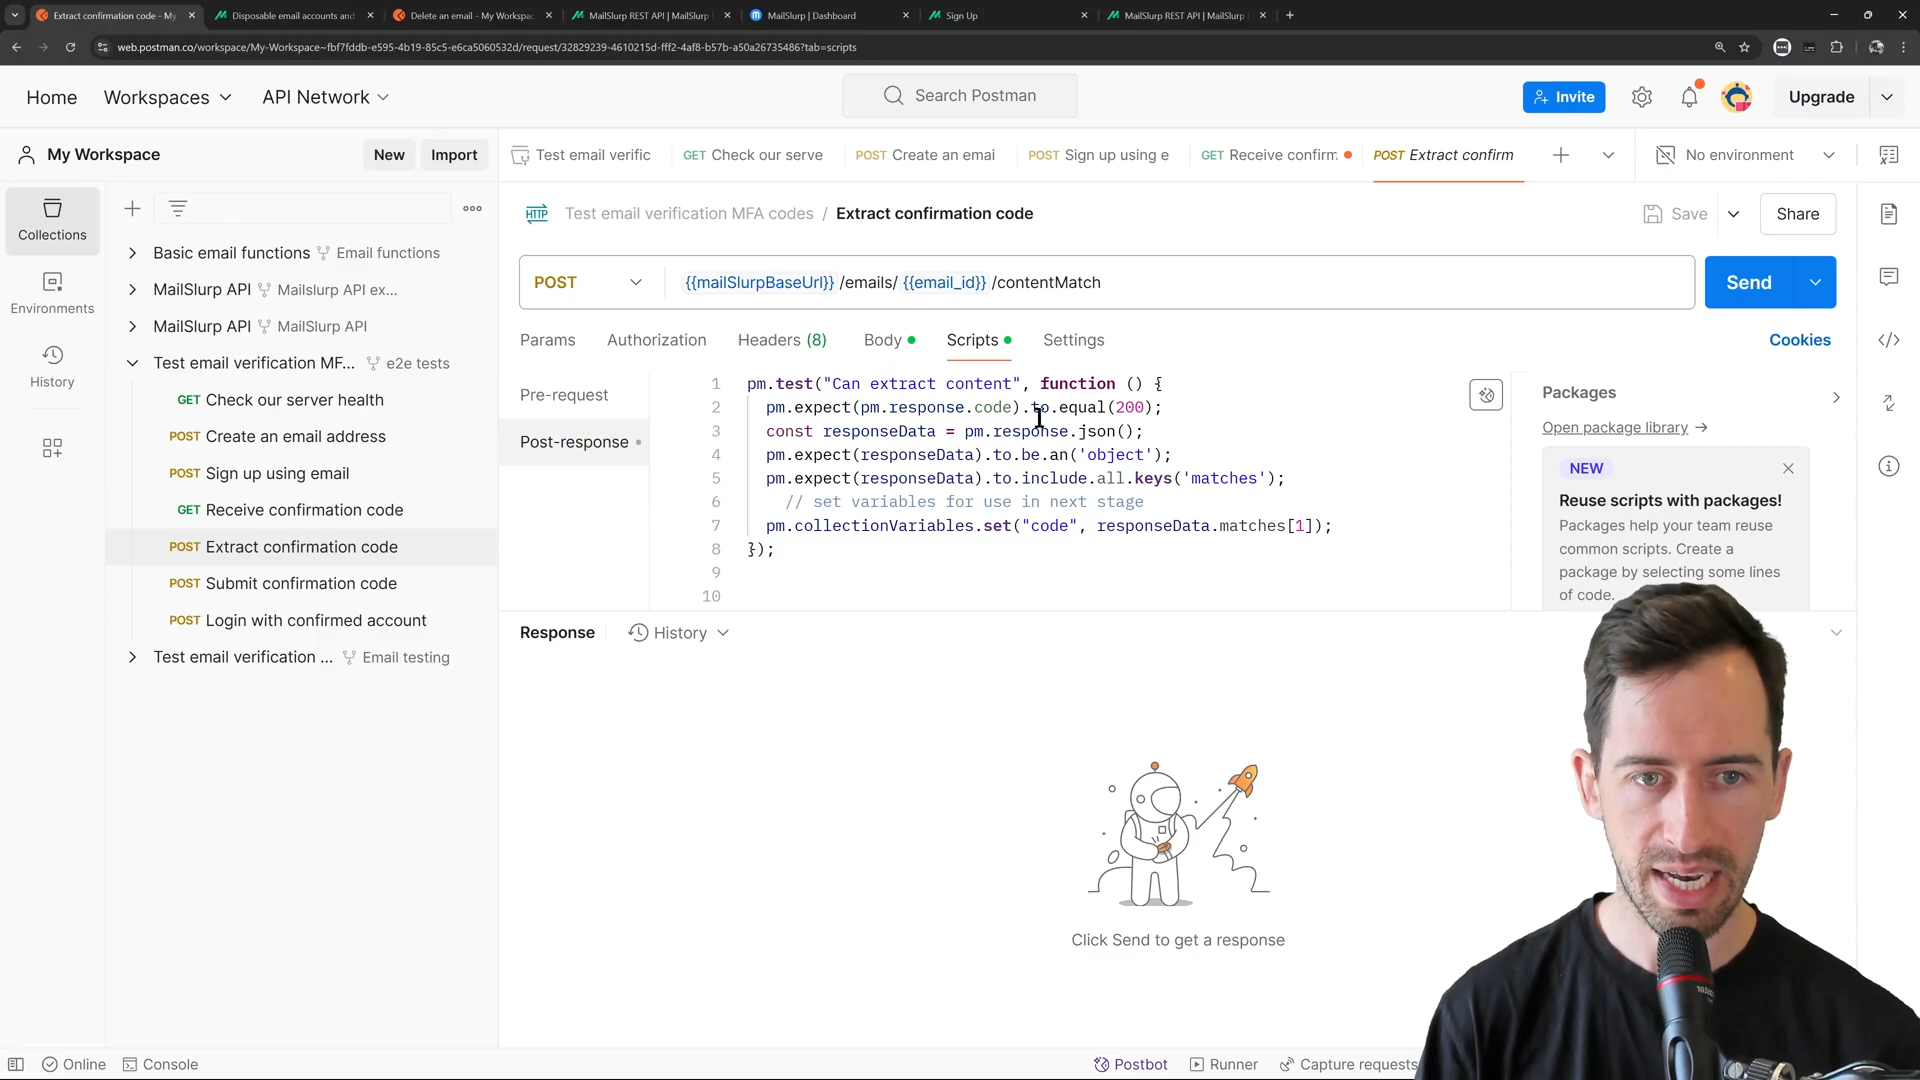 Extract confirmation code - My
Disposable email accounts and
Delete an email - My Workspac
MailSlurp REST API | MailSlurp
MailSlurp | Dashboard
Sign Up
MailSlurp REST API | MailSlurp
web.postman.co/workspace/My-Workspace~fbf7fddb-e595-4b19-85c5-e6ca5060532d/request/32829239-4610215d-fff2-4af8-b57b-a50a26735486?tab=scripts
Home
Workspaces
API Network
Search Postman
Invite
Upgrade
My Workspace
New
Import
Test email verific
GET Check our serve
POST Create an emai
POST Sign up using e
GET Receive confirm
POST Extract confirm
No environment
Collections
Environments
History
Basic email functions Email functions
MailSlurp API Mailslurp API ex...
MailSlurp API MailSlurp API
Test email verification MF... e2e tests
GET Check our server health
POST Create an email address
POST Sign up using email
GET Receive confirmation code
POST Extract confirmation code
POST Submit confirmation code
POST Login with confirmed account
Test email verification ... Email testing
HTTP Test email verification MFA codes / Extract confirmation code
Save
Share
POST
{{mailSlurpBaseUrl}} /emails/ {{email_id}} /contentMatch
Send
Params
Authorization
Headers (8)
Body
Scripts
Settings
Cookies
Pre-request
Post-response
1 pm.test("Can extract content", function () {
2 pm.expect(pm.response.code).to.equal(200);
3 const responseData = pm.response.json();
4 pm.expect(responseData).to.be.an('object');
5 pm.expect(responseData).to.include.all.keys('matches');
6 // set variables for use in next stage
7 pm.collectionVariables.set("code", responseData.matches[1]);
8 });
9
10
Packages
Open package library →
NEW
Reuse scripts with packages!
Packages help your team reuse
common scripts. Create a
package by selecting some lines
of code.
Response
History
Click Send to get a response
Online
Console
Postbot
Runner
Capture requests